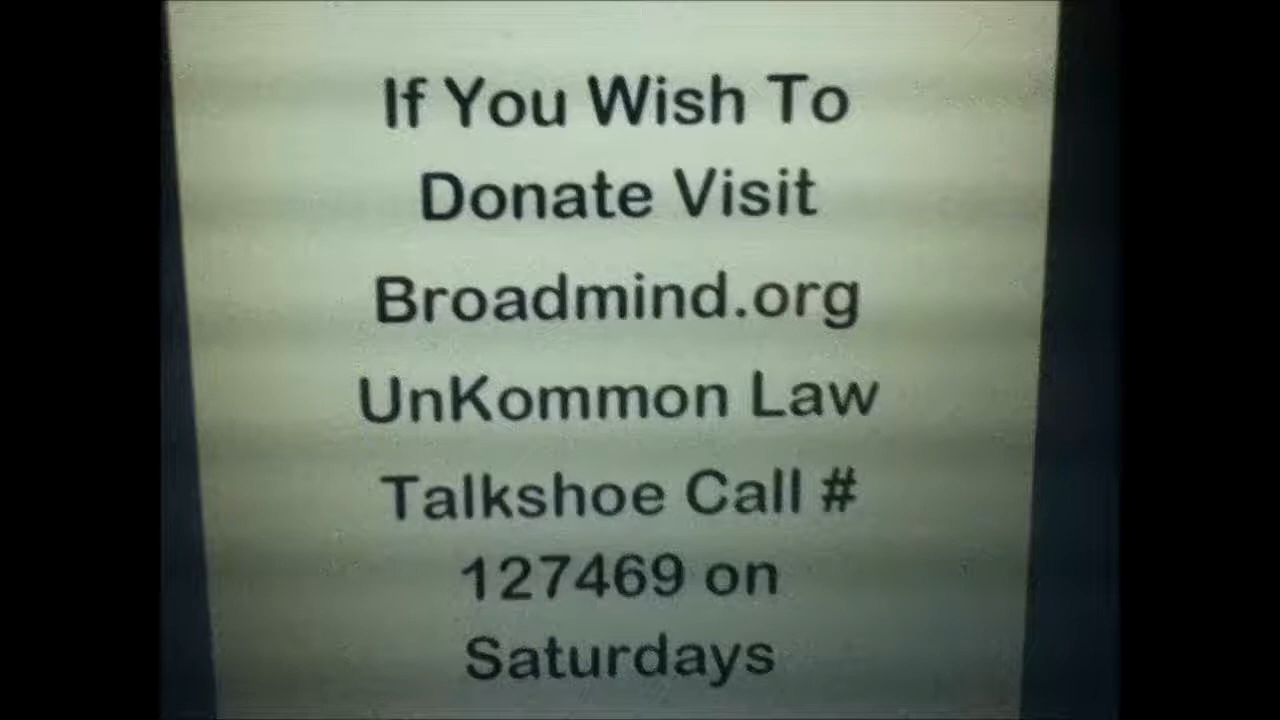 If You Wish To
Donate Visit
Broadmind.org
UnKommon Law
Talkshoe Call #
127469 on
Saturdays